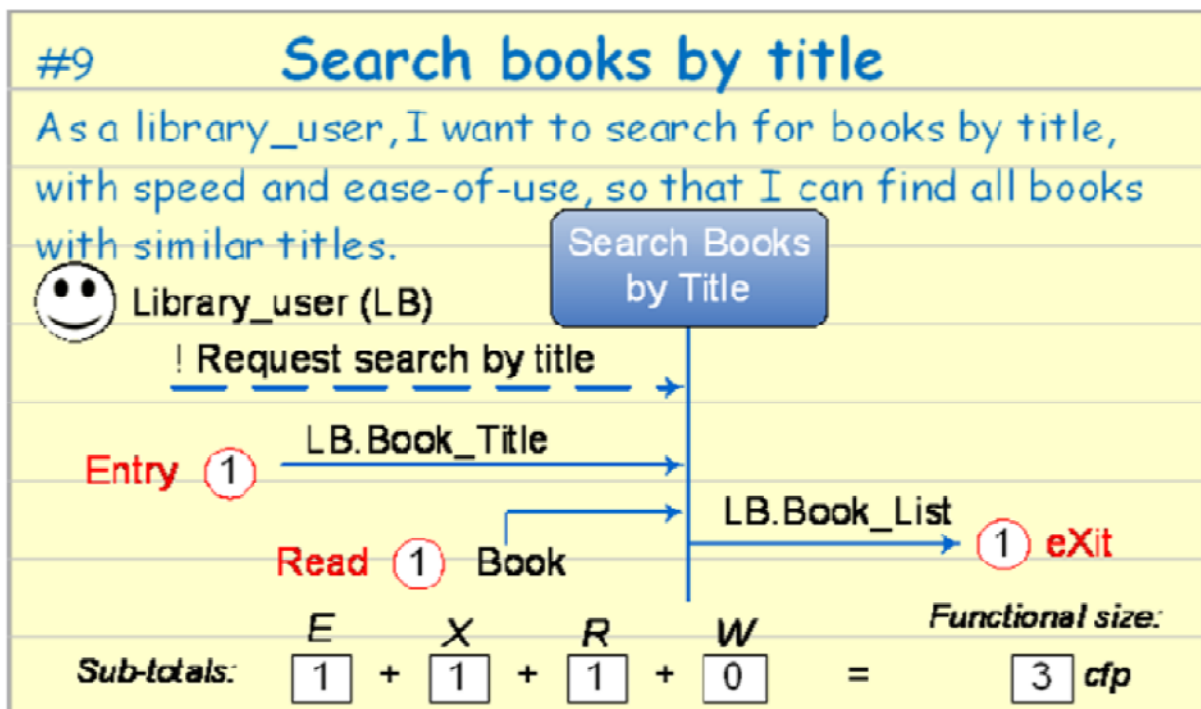 #9 Search books by title
As a library_user, I want to search for books by title,
with speed and ease-of-use, so that I can find all books
with similar titles.
Search Books
by Title
Library_user (LB)
! Request search by title
LB.Book_Title
Entry 1
LB.Book_List
Read 1 Book
1 eXit
E X R W Functional size:
Sub-totals: 1 + 1 + 1 + 0 = 3 cfp